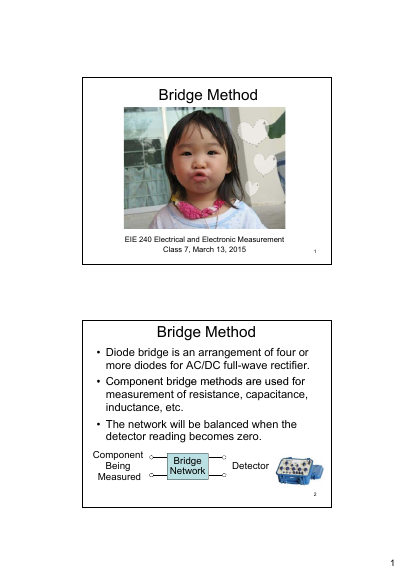 Bridge Method
EIE 240 Electrical and Electronic Measurement
Class 7, March 13, 2015
1
Bridge Method
• Diode bridge is an arrangement of four or
more diodes for AC/DC full-wave rectifier.
• Component bridge methods are used for
measurement of resistance, capacitance,
inductance, etc.
• The network will be balanced when the
detector reading becomes zero.
Component
Being
Measured
Bridge
Network
Detector
2
1